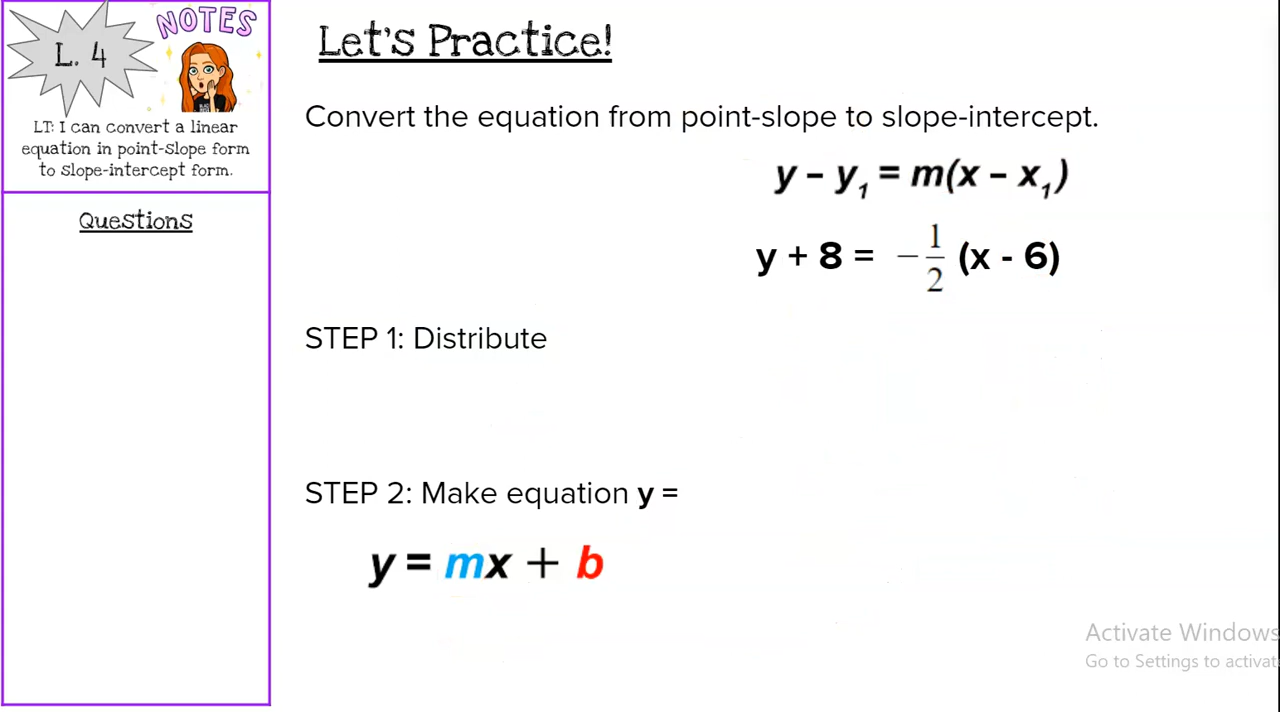 L. 4
NOTES
LT: I can convert a linear
equation in point-slope form
to slope-intercept form.
Questions
Let's Practice!
Convert the equation from point-slope to slope-intercept.
y – y₁ = m(x – x₁)
y + 8 = −1/2 (x - 6)
STEP 1: Distribute
STEP 2: Make equation y =
y = mx + b
Activate Windows
Go to Settings to activat